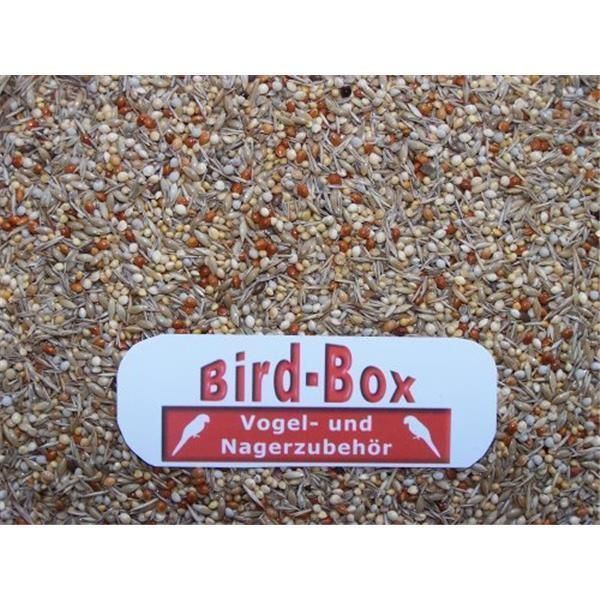 Bird-Box
Vogel- und
Nagerzubehör